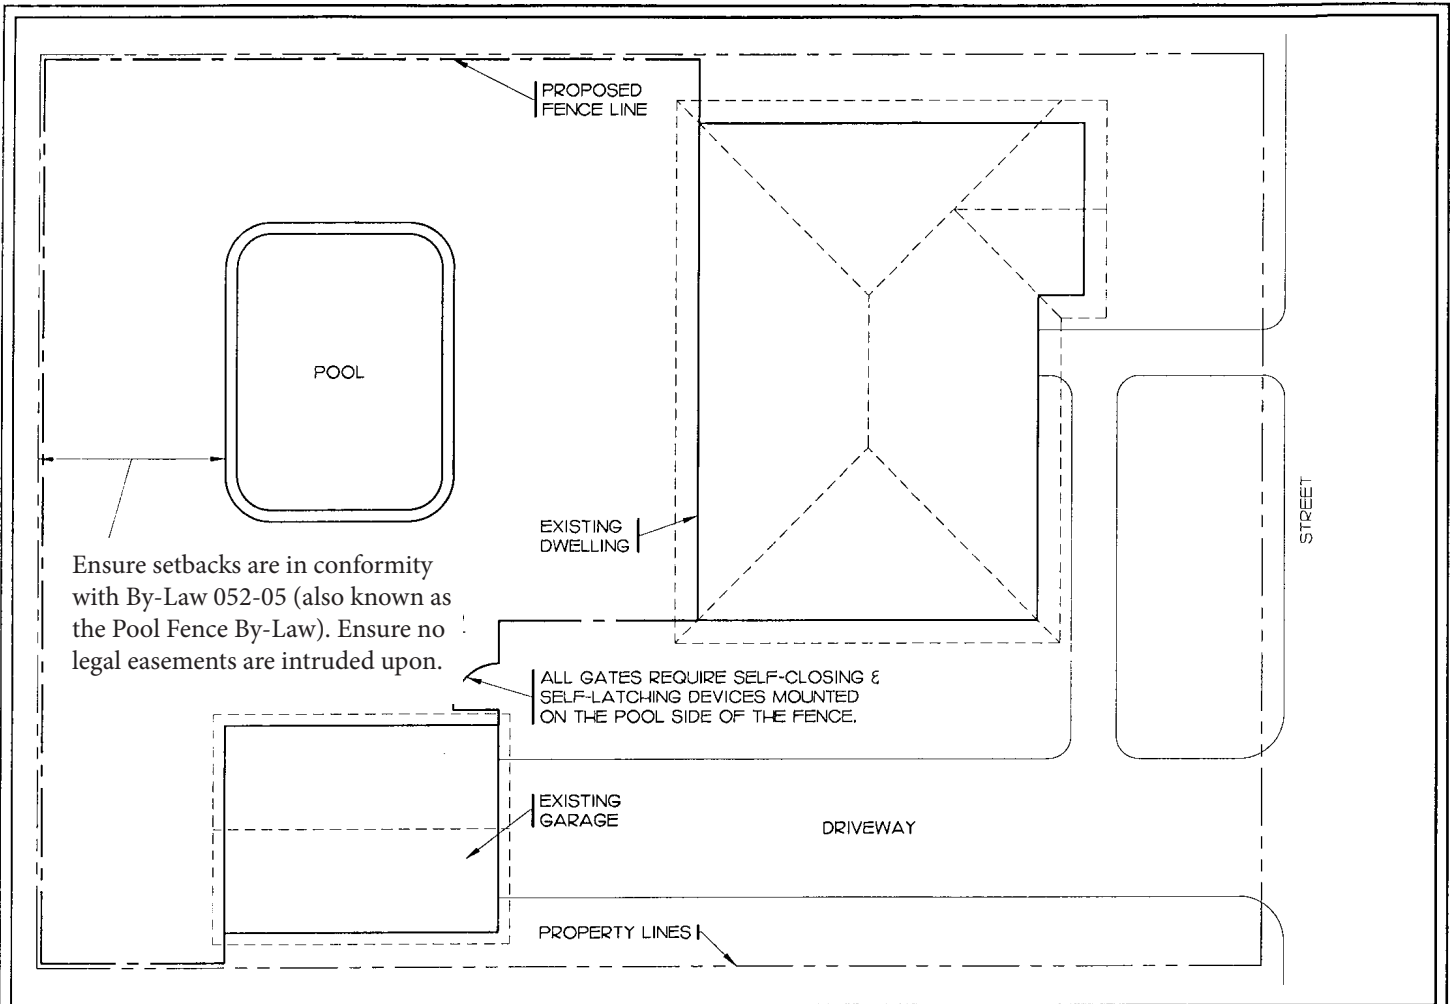 PROPOSED
FENCE LINE
POOL
EXISTING
DWELLING
STREET
Ensure setbacks are in conformity
with By-Law 052-05 (also known as
the Pool Fence By-Law). Ensure no
legal easements are intruded upon.
ALL GATES REQUIRE SELF-CLOSING &
SELF-LATCHING DEVICES MOUNTED
ON THE POOL SIDE OF THE FENCE.
EXISTING
GARAGE
DRIVEWAY
PROPERTY LINES